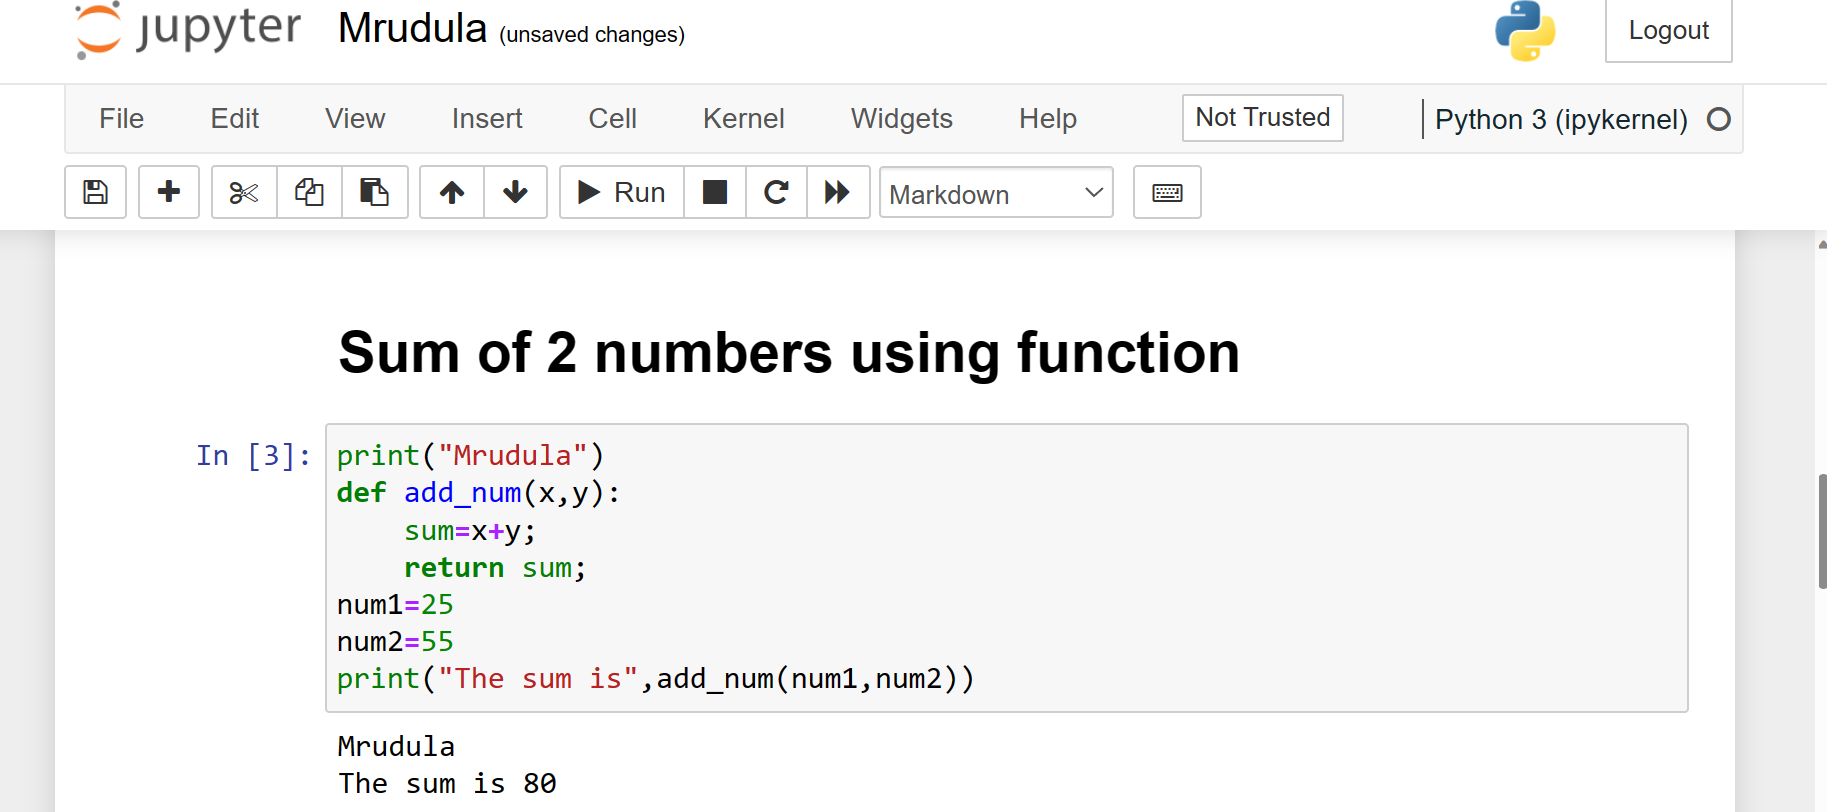 jupyter Mrudula (unsaved changes) Logout
File Edit View Insert Cell Kernel Widgets Help Not Trusted Python 3 (ipykernel)
Run Markdown
Sum of 2 numbers using function
In [3]: print("Mrudula")
def add_num(x,y):
    sum=x+y;
    return sum;
num1=25
num2=55
print("The sum is",add_num(num1,num2))
Mrudula
The sum is 80